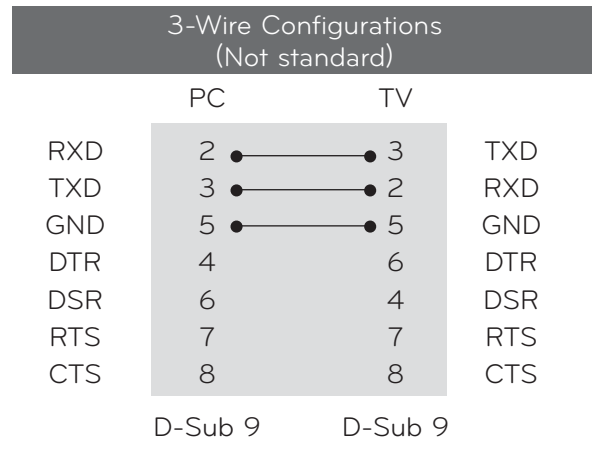 3-Wire Configurations
(Not standard)
PC TV
RXD 2 3 TXD
TXD 3 2 RXD
GND 5 5 GND
DTR 4 6 DTR
DSR 6 4 DSR
RTS 7 7 RTS
CTS 8 8 CTS
D-Sub 9 D-Sub 9